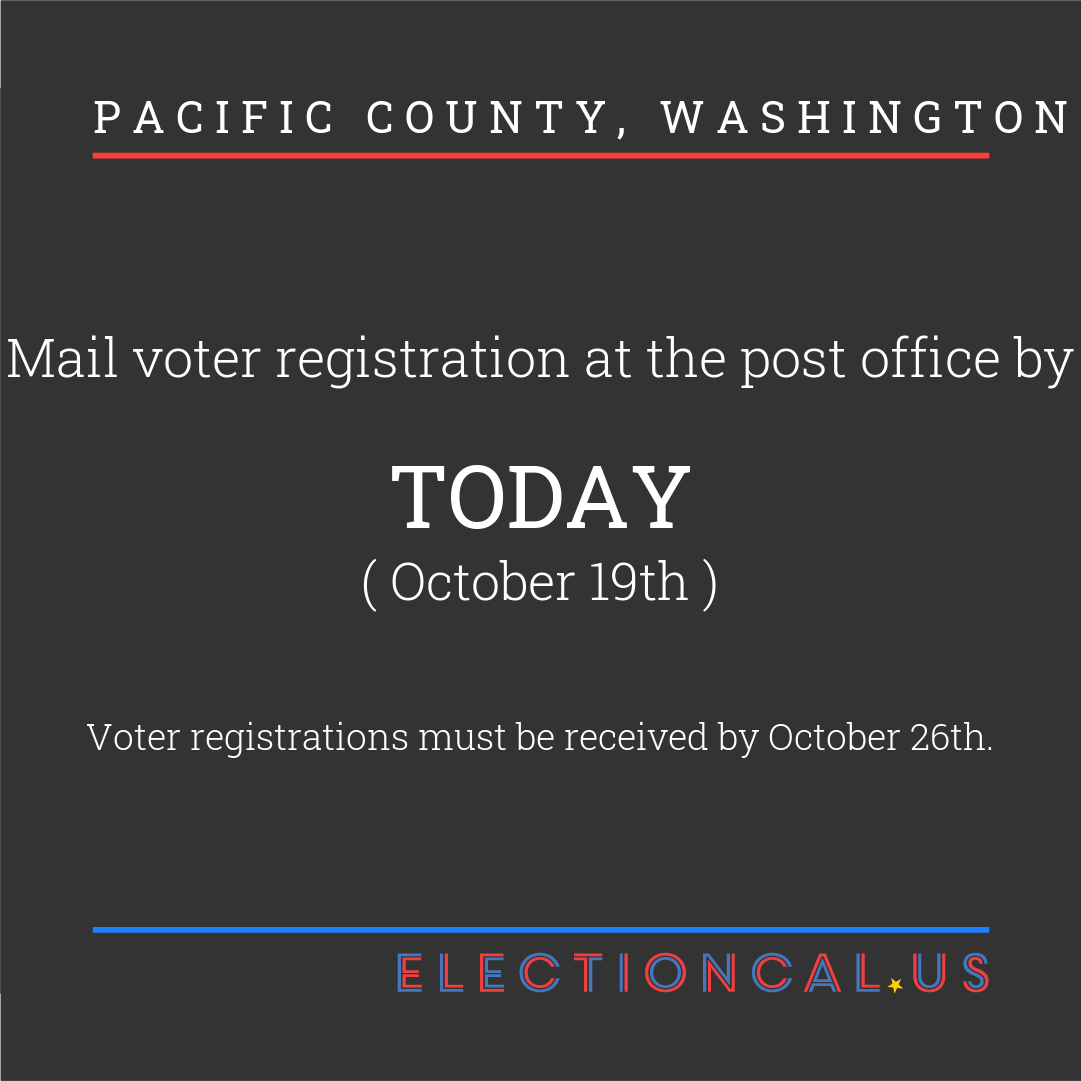 PACIFIC COUNTY, WASHINGTON
Mail voter registration at the post office by
TODAY
( October 19th )
Voter registrations must be received by October 26th.
ELECTIONCAL.US